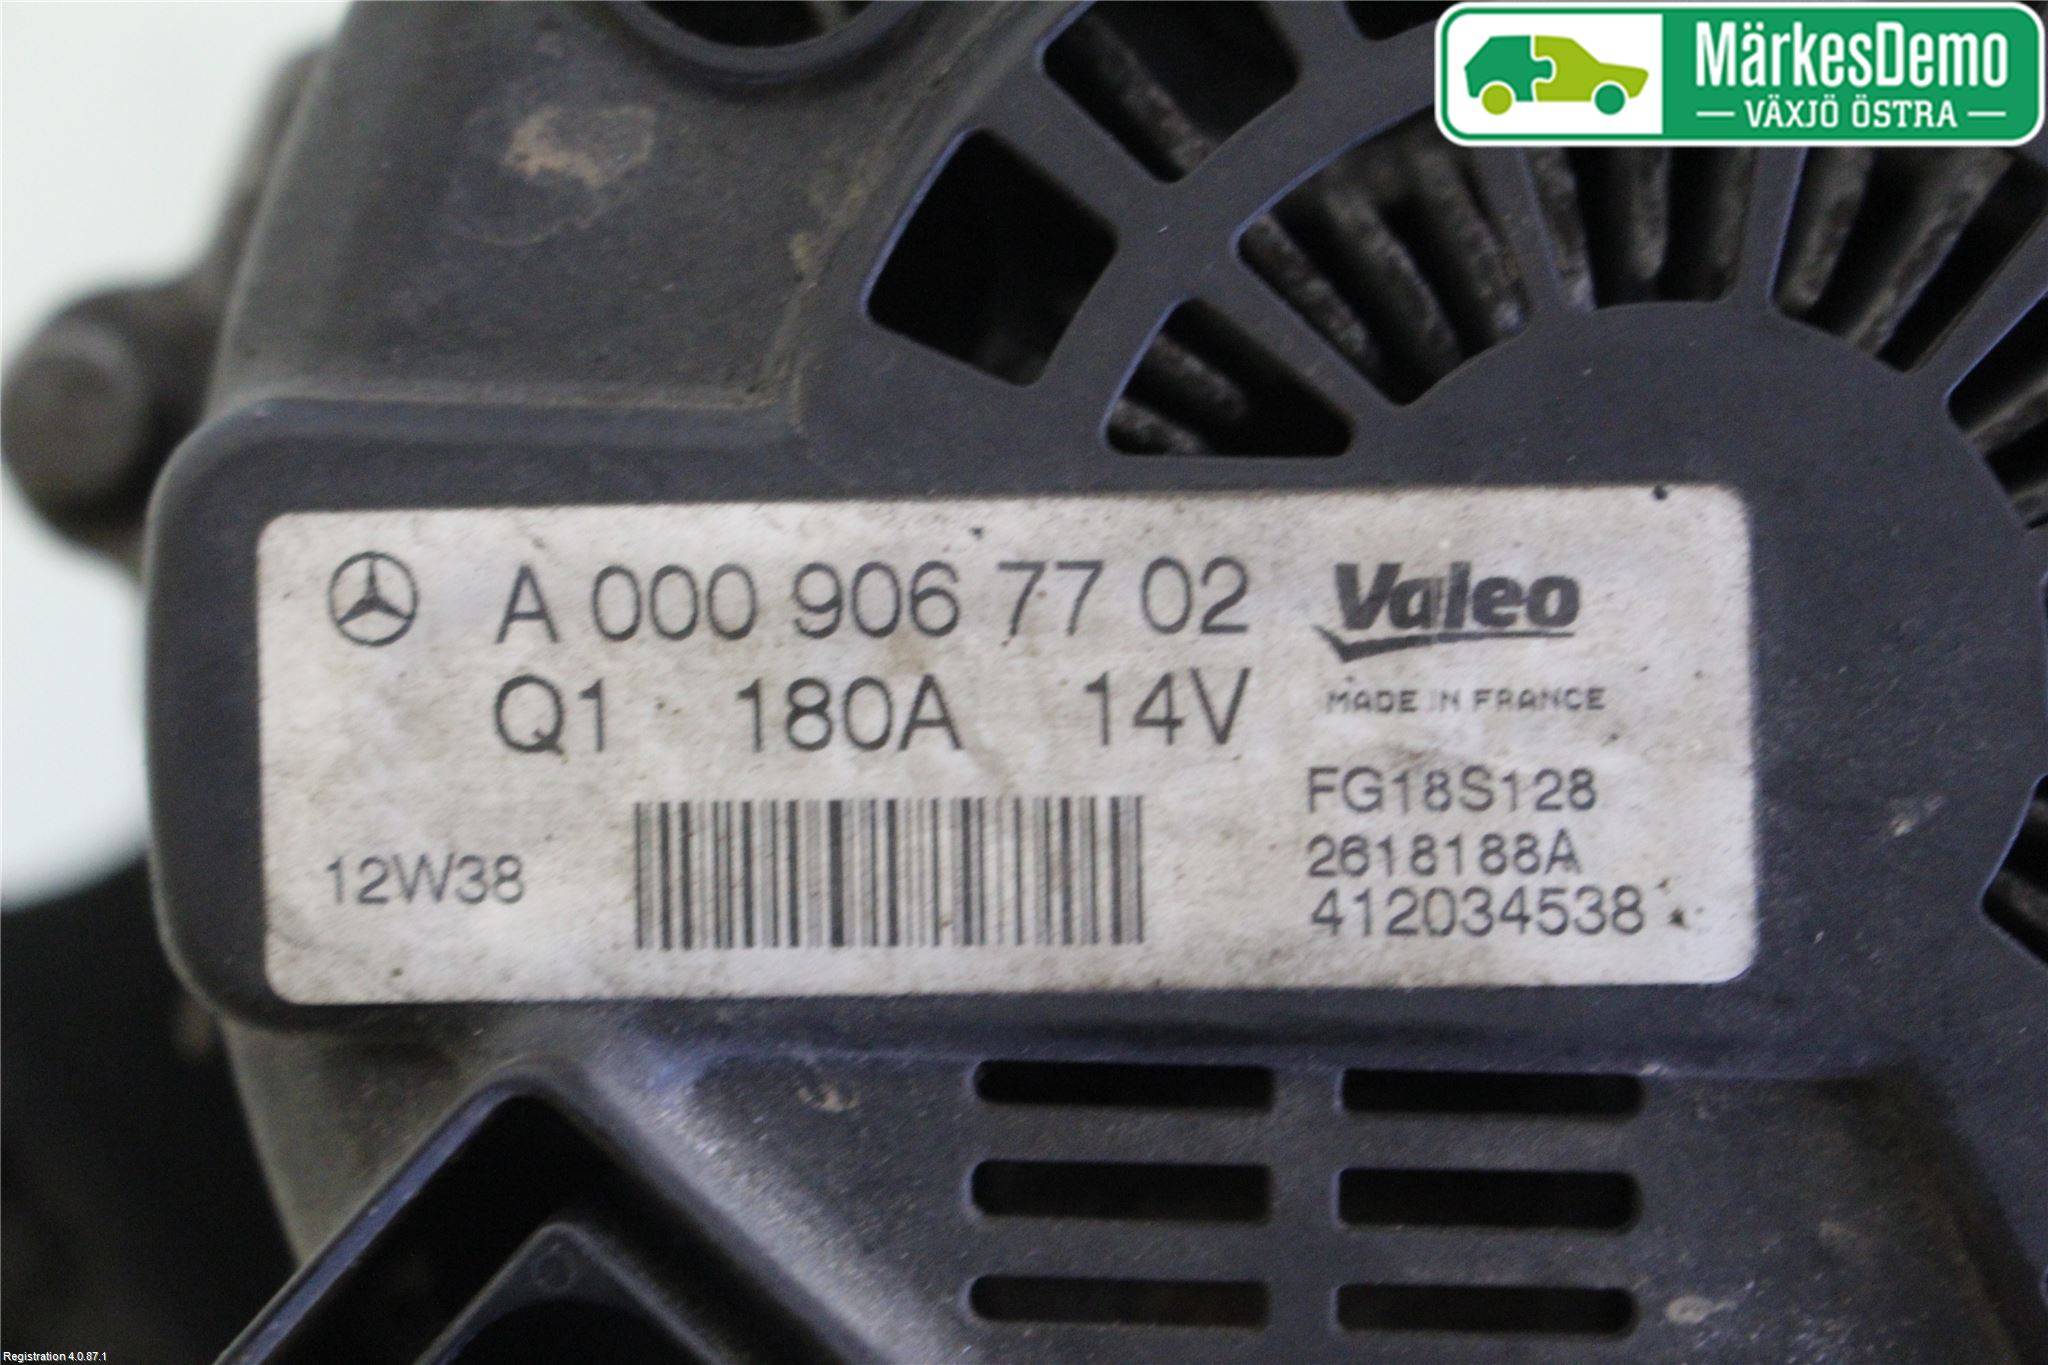 MärkesDemo
VÄXJÖ ÖSTRA
A 000 906 77 02
Valeo
Q1 180A 14V
MADE IN FRANCE
FG18S128
2618188A
12W38
412034538
Registration 4.0.87.1